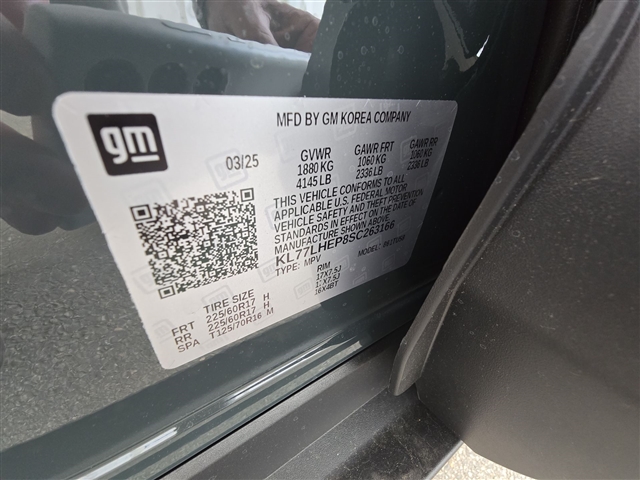 gm
MFD BY GM KOREA COMPANY
03/25
GVWR GAWR FRT GAWR RR
1880 KG 1060 KG 1060 KG
4145 LB 2336 LB 2336 LB
THIS VEHICLE CONFORMS TO ALL
APPLICABLE U.S. FEDERAL MOTOR
VEHICLE SAFETY AND THEFT PREVENTION
STANDARDS IN EFFECT ON THE DATE OF
MANUFACTURE SHOWN ABOVE.
KL77LHEP8SC263166
TYPE: MPV MODEL:
TIRE SIZE RIM
FRT 225/60R17 H 17X7.5J
RR 225/60R17 H 17X7.5J
SPA T125/70R16 M 16X4BT